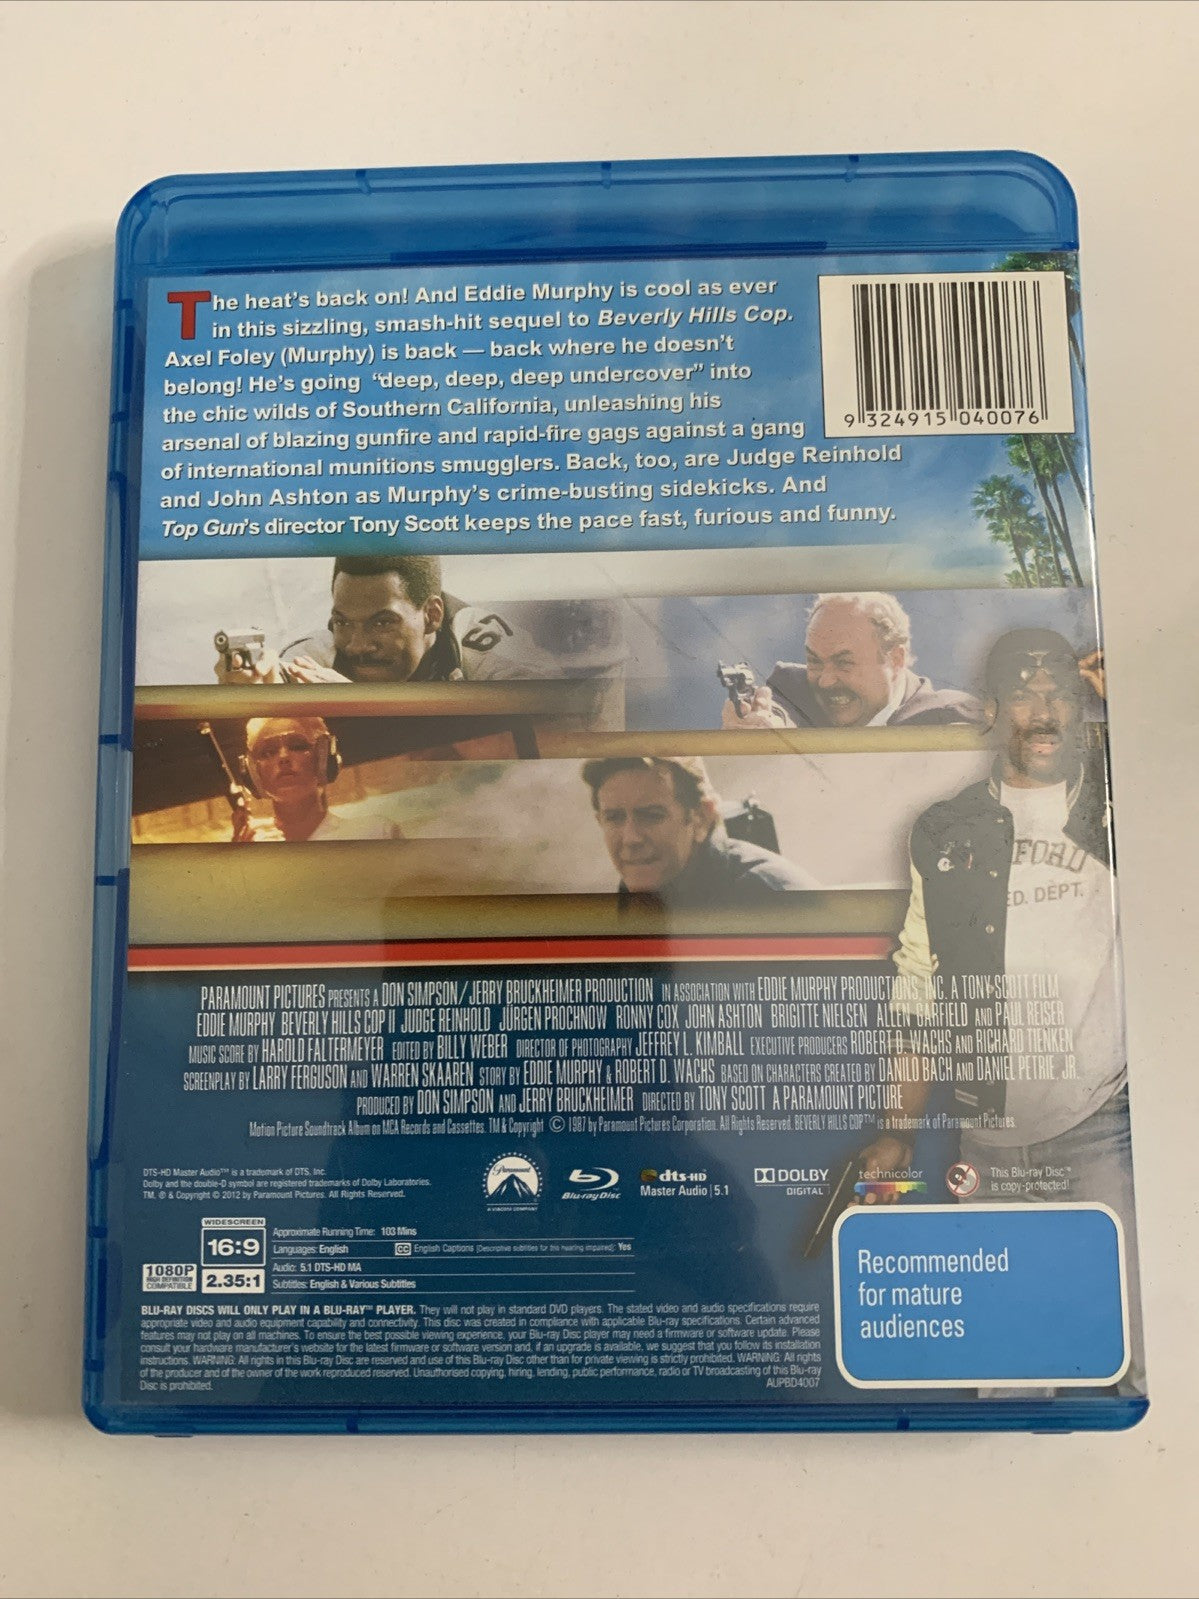 The heat's back on! And Eddie Murphy is cool as ever
in this sizzling, smash-hit sequel to Beverly Hills Cop.
Axel Foley (Murphy) is back — back where he doesn't
belong! He's going "deep, deep, deep undercover" into
the chic wilds of Southern California, unleashing his
arsenal of blazing gunfire and rapid-fire gags against a gang
of international munitions smugglers. Back, too, are Judge Reinhold
and John Ashton as Murphy's crime-busting sidekicks. And
Top Gun's director Tony Scott keeps the pace fast, furious and funny.
9 324915 040076
67
FORD
ED. DEPT.
PARAMOUNT PICTURES PRESENTS A DON SIMPSON/JERRY BRUCKHEIMER PRODUCTION IN ASSOCIATION WITH EDDIE MURPHY PRODUCTIONS, INC. A TONY SCOTT FILM
EDDIE MURPHY BEVERLY HILLS COP II JUDGE REINHOLD JÜRGEN PROCHNOW RONNY COX JOHN ASHTON BRIGITTE NIELSEN ALLEN GARFIELD AND PAUL REISER
MUSIC SCORE BY HAROLD FALTERMEYER EDITED BY BILLY WEBER DIRECTOR OF PHOTOGRAPHY JEFFREY L. KIMBALL EXECUTIVE PRODUCERS ROBERT D. WACHS AND RICHARD TIENKEN
SCREENPLAY BY LARRY FERGUSON AND WARREN SKAAREN STORY BY EDDIE MURPHY & ROBERT D. WACHS BASED ON CHARACTERS CREATED BY DANILO BACH AND DANIEL PETRIE, JR.
PRODUCED BY DON SIMPSON AND JERRY BRUCKHEIMER DIRECTED BY TONY SCOTT A PARAMOUNT PICTURE
Motion Picture Soundtrack Album on MCA Records and Cassettes. TM & Copyright © 1987 by Paramount Pictures Corporation. All Rights Reserved. BEVERLY HILLS COP™ is a trademark of Paramount Pictures.
DTS-HD Master Audio™ is a trademark of DTS, Inc.
Dolby and the double-D symbol are registered trademarks of Dolby Laboratories.
TM, ® & Copyright © 2012 by Paramount Pictures. All Rights Reserved.
Paramount
A VIACOM COMPANY
Blu-ray Disc
dts-HD
Master Audio | 5.1
DOLBY
DIGITAL
technicolor
This Blu-ray Disc™
is copy-protected!
WIDESCREEN
16:9
1080P
HIGH DEFINITION
COMPATIBLE
2.35:1
Approximate Running Time: 103 Mins
Languages: English CC English Captions (Descriptive subtitles for the hearing impaired): Yes
Audio: 5.1 DTS-HD MA
Subtitles: English & Various Subtitles
Recommended
for mature
audiences
BLU-RAY DISCS WILL ONLY PLAY IN A BLU-RAY™ PLAYER. They will not play in standard DVD players. The stated video and audio specifications require
appropriate video and audio equipment capability and connectivity. This disc was created in compliance with applicable Blu-ray specifications. Certain advanced
features may not play on all machines. To ensure the best possible viewing experience, your Blu-ray Disc player may need a firmware or software update. Please
consult your hardware manufacturer's website for the latest firmware or software version and, if an upgrade is available, we suggest that you follow its installation
instructions. WARNING: All rights in this Blu-ray Disc are reserved and use of this Blu-ray Disc other than for private viewing is strictly prohibited. WARNING: All rights
of the producer and of the owner of the work reproduced reserved. Unauthorised copying, hiring, lending, public performance, radio or TV broadcasting of this Blu-ray
Disc is prohibited.
AUPBD4007